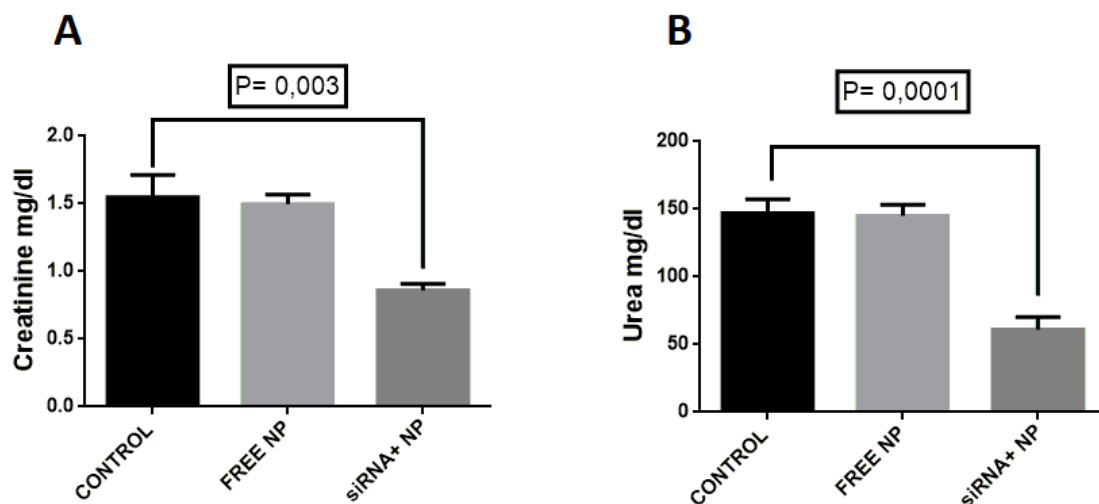 A
P= 0,003
Creatinine mg/dl
2.0
1.5
1.0
0.5
0.0
CONTROL
FREE NP
siRNA+ NP
B
P= 0,0001
Urea mg/dl
200
150
100
50
0
CONTROL
FREE NP
siRNA+ NP